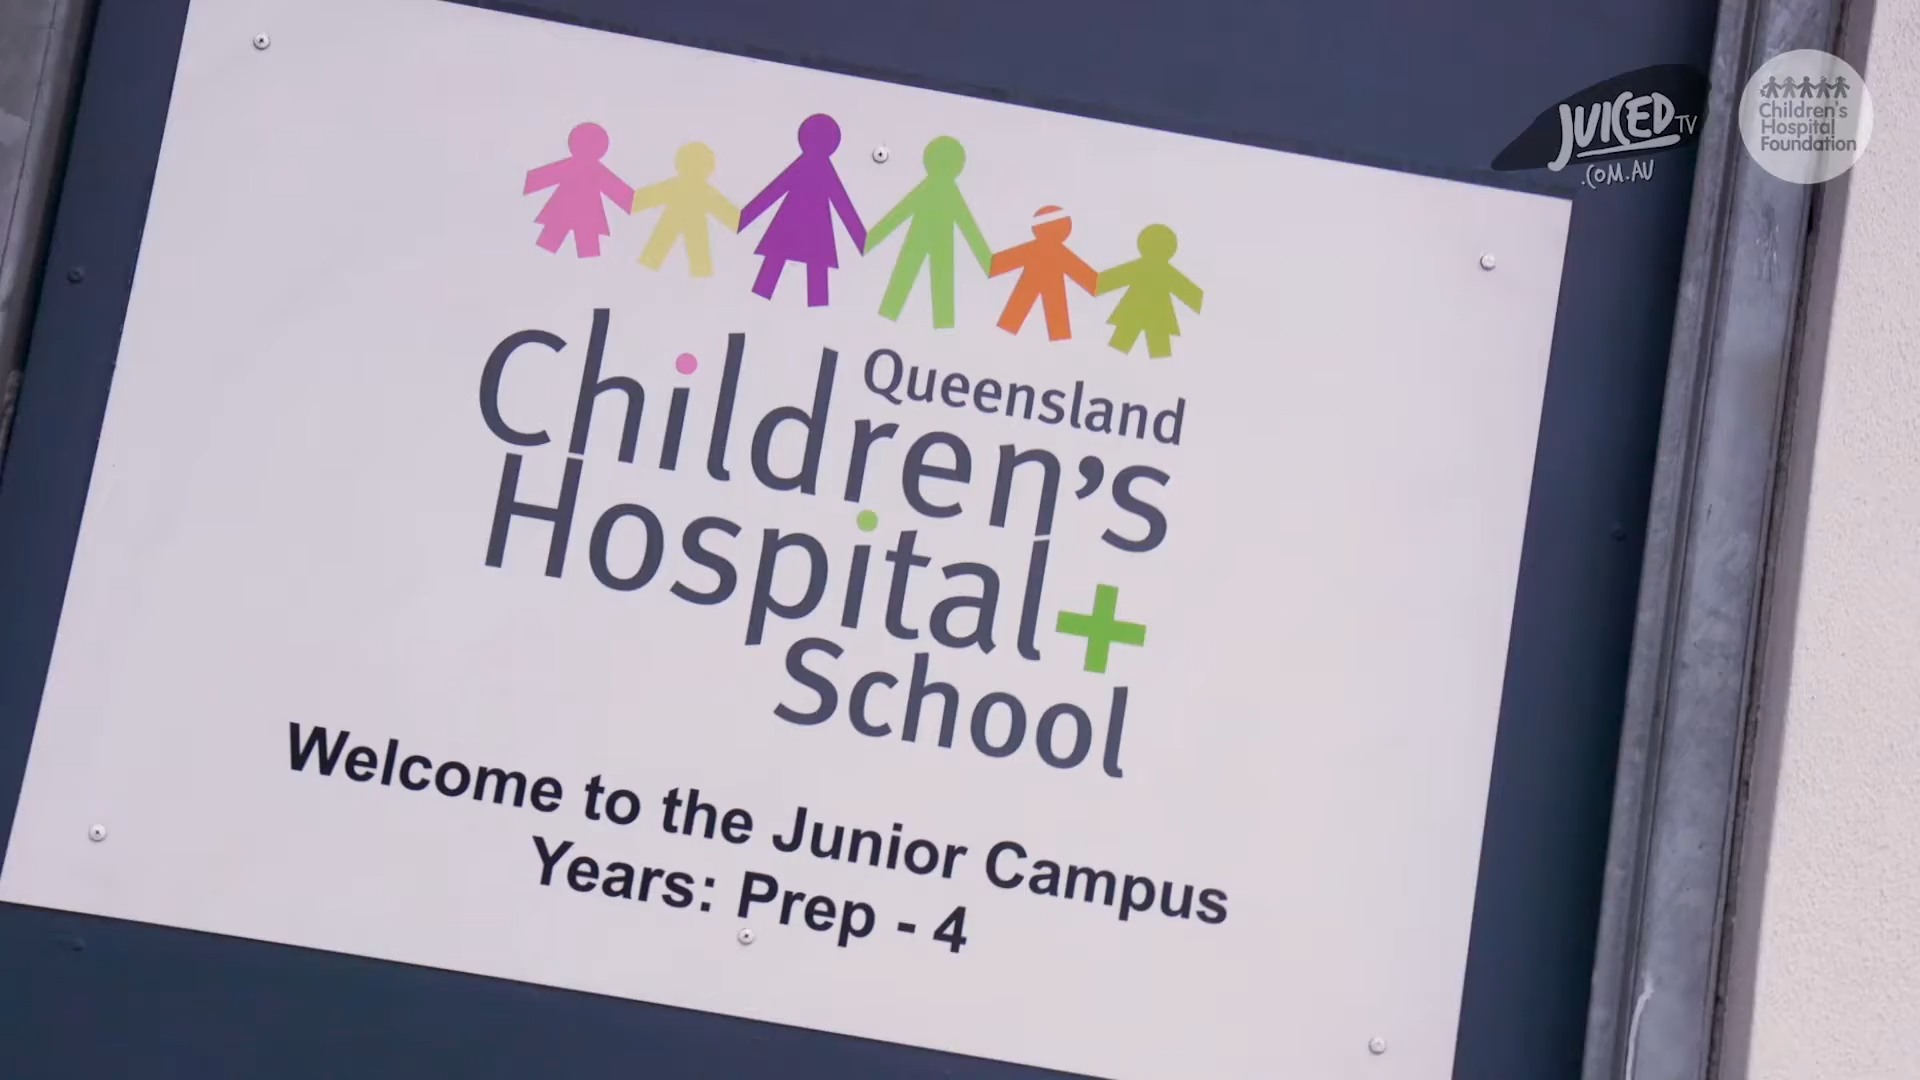 Queensland
Children's
Hospital
School
Welcome to the Junior Campus
Years: Prep - 4
JUICED TV
.COM.AU
Children's
Hospital
Foundation